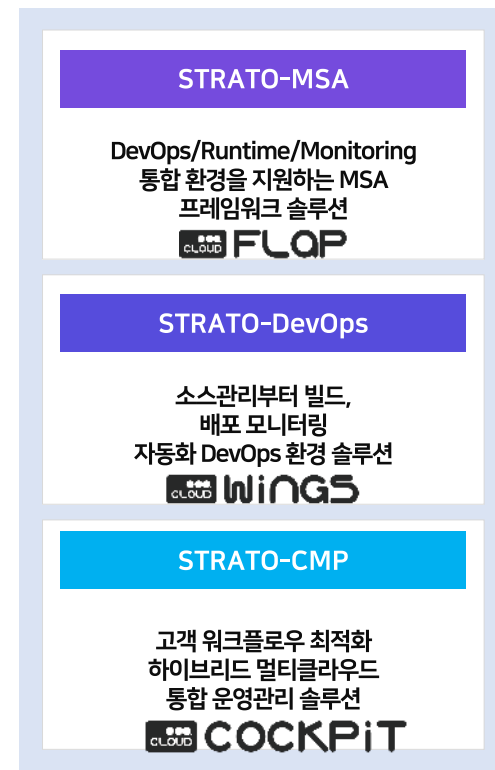 STRATO-MSA
DevOps/Runtime/Monitoring
통합 환경을 지원하는 MSA
프레임워크 솔루션
CLOUD FLAP
STRATO-DevOps
소스관리부터 빌드,
배포 모니터링
자동화 DevOps 환경 솔루션
CLOUD WiNGS
STRATO-CMP
고객 워크플로우 최적화
하이브리드 멀티클라우드
통합 운영관리 솔루션
CLOUD COCKPiT